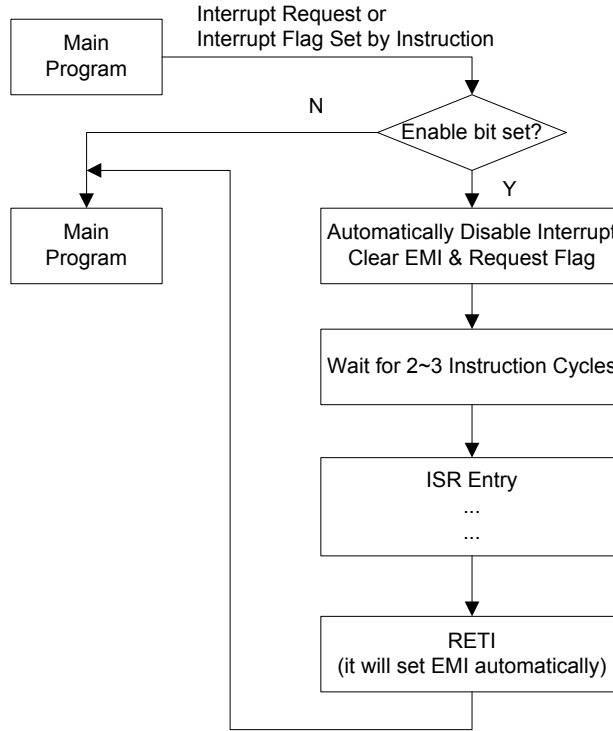 Interrupt Request or
Interrupt Flag Set by Instruction
Main
Program
N
Enable bit set?
Y
Main
Program
Automatically Disable Interrupt
Clear EMI & Request Flag
Wait for 2~3 Instruction Cycles
ISR Entry
...
...
RETI
(it will set EMI automatically)